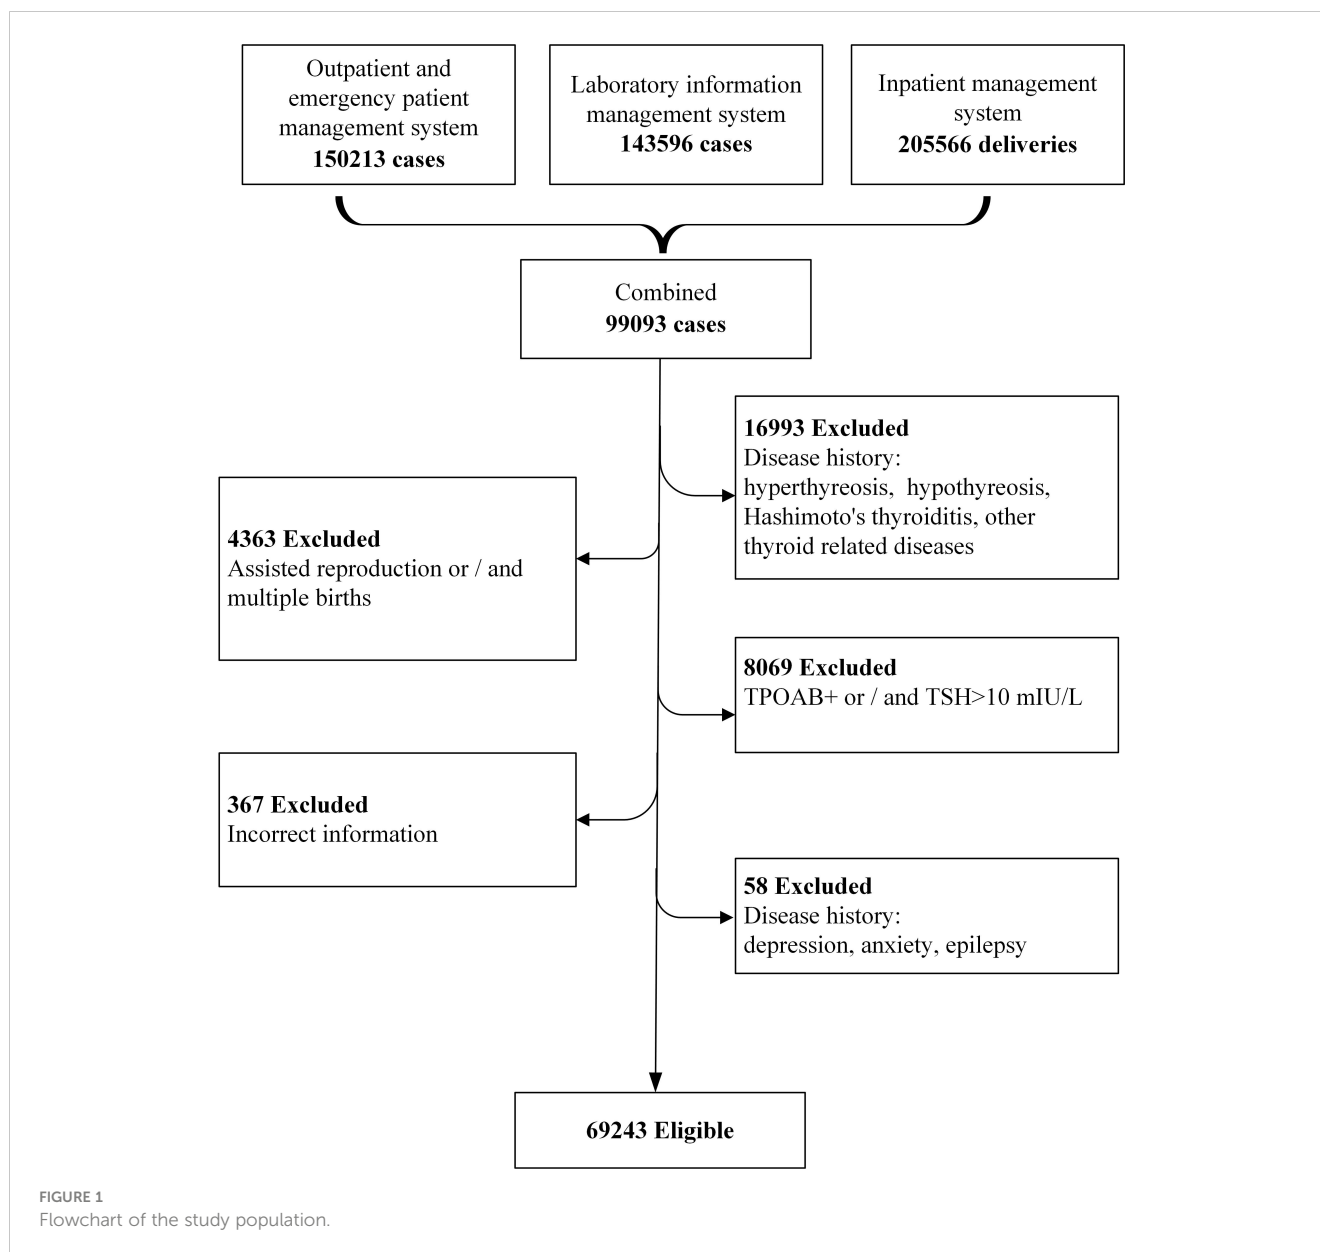 Outpatient and
emergency patient
management system
150213 cases
Laboratory information
management system
143596 cases
Inpatient management
system
205566 deliveries
Combined
99093 cases
16993 Excluded
Disease history:
hyperthyreosis, hypothyreosis,
Hashimoto's thyroiditis, other
thyroid related diseases
4363 Excluded
Assisted reproduction or / and
multiple births
8069 Excluded
TPOAB+ or / and TSH>10 mIU/L
367 Excluded
Incorrect information
58 Excluded
Disease history:
depression, anxiety, epilepsy
69243 Eligible
FIGURE 1
Flowchart of the study population.